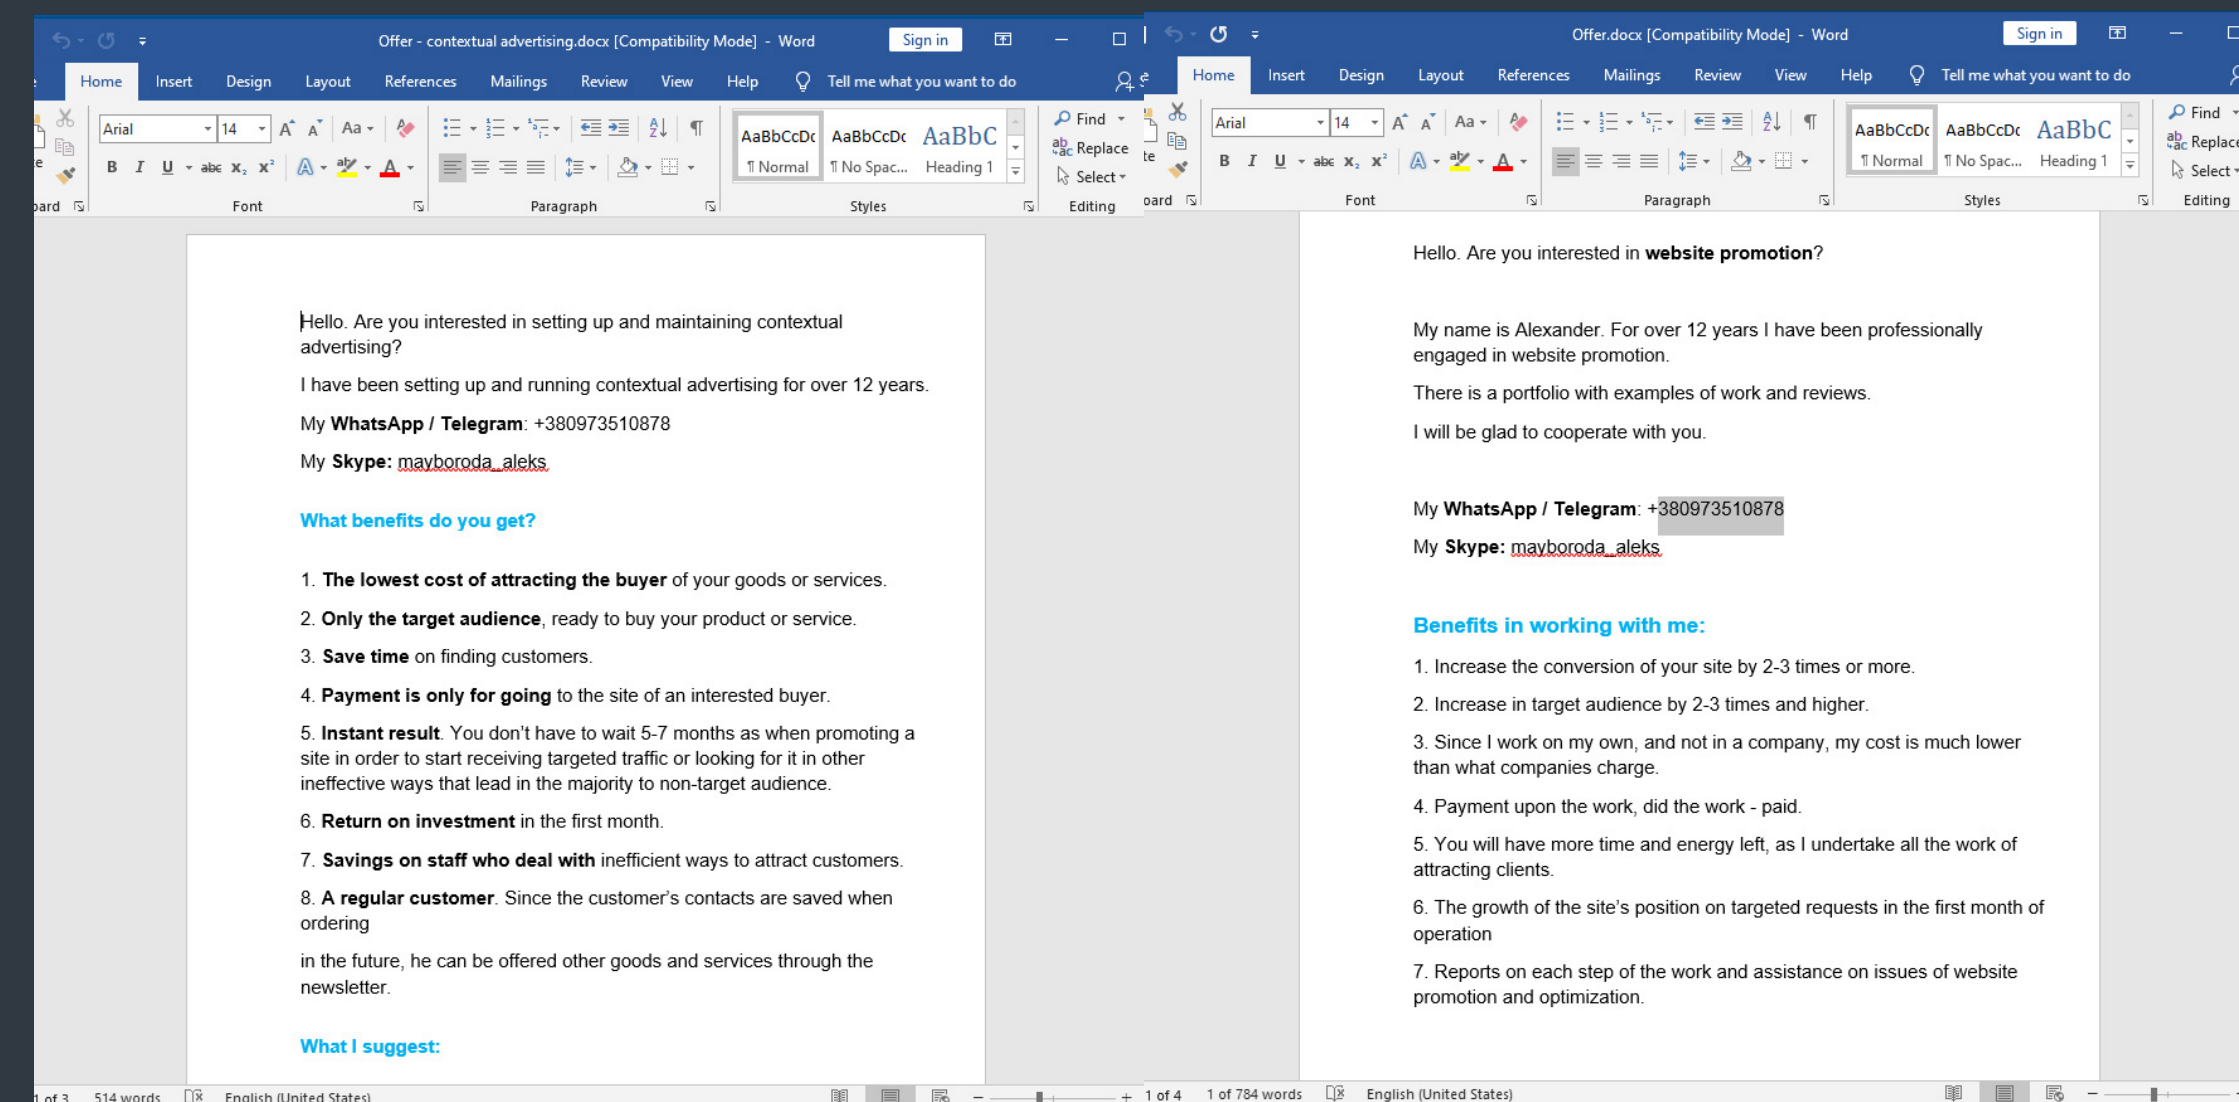 Offer - contextual advertising.docx [Compatibility Mode] - Word
Sign in
Home Insert Design Layout References Mailings Review View Help Tell me what you want to do
Arial 14 Aa
AaBbCcDc AaBbCcDc AaBbC
Find
Replace
B I U abc x₂ x²
¶ Normal ¶ No Spac... Heading 1
Select
Font Paragraph Styles Editing
Hello. Are you interested in setting up and maintaining contextual
advertising?
I have been setting up and running contextual advertising for over 12 years.
My WhatsApp / Telegram: +380973510878
My Skype: mayboroda_aleks
What benefits do you get?
1. The lowest cost of attracting the buyer of your goods or services.
2. Only the target audience, ready to buy your product or service.
3. Save time on finding customers.
4. Payment is only for going to the site of an interested buyer.
5. Instant result. You don’t have to wait 5-7 months as when promoting a
site in order to start receiving targeted traffic or looking for it in other
ineffective ways that lead in the majority to non-target audience.
6. Return on investment in the first month.
7. Savings on staff who deal with inefficient ways to attract customers.
8. A regular customer. Since the customer’s contacts are saved when
ordering
in the future, he can be offered other goods and services through the
newsletter.
What I suggest:
1 of 3 514 words English (United States)
Offer.docx [Compatibility Mode] - Word
Sign in
Home Insert Design Layout References Mailings Review View Help Tell me what you want to do
Arial 14 Aa
AaBbCcDc AaBbCcDc AaBbC
Find
Replace
B I U abc x₂ x²
¶ Normal ¶ No Spac... Heading 1
Select
Font Paragraph Styles Editing
Hello. Are you interested in website promotion?
My name is Alexander. For over 12 years I have been professionally
engaged in website promotion.
There is a portfolio with examples of work and reviews.
I will be glad to cooperate with you.
My WhatsApp / Telegram: +380973510878
My Skype: mayboroda_aleks
Benefits in working with me:
1. Increase the conversion of your site by 2-3 times or more.
2. Increase in target audience by 2-3 times and higher.
3. Since I work on my own, and not in a company, my cost is much lower
than what companies charge.
4. Payment upon the work, did the work - paid.
5. You will have more time and energy left, as I undertake all the work of
attracting clients.
6. The growth of the site’s position on targeted requests in the first month of
operation
7. Reports on each step of the work and assistance on issues of website
promotion and optimization.
1 of 4 1 of 784 words English (United States)